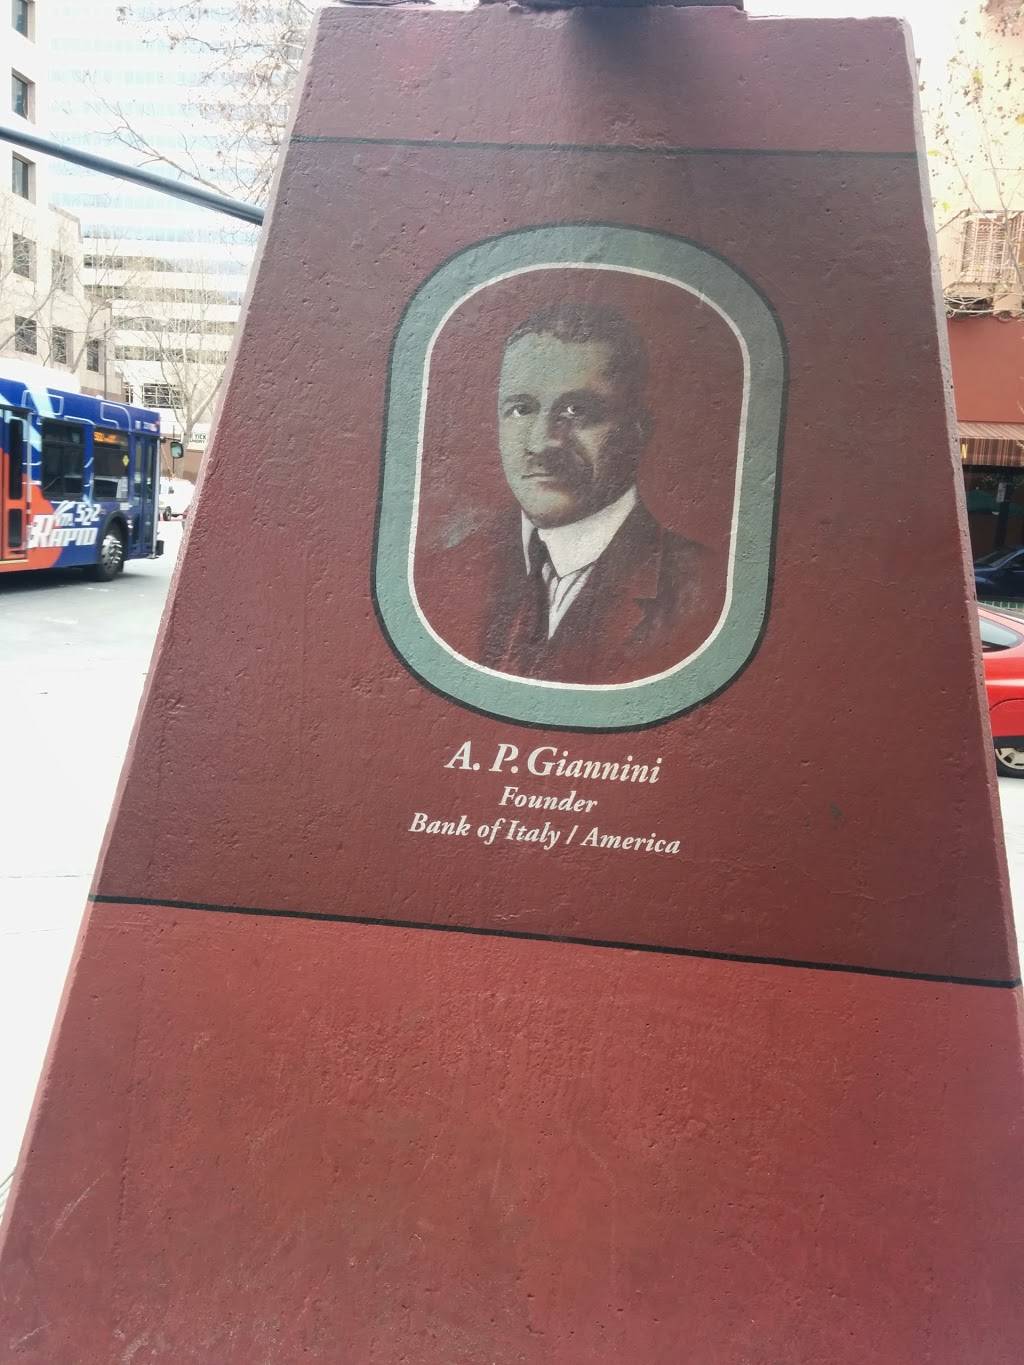 A. P. Giannini
Founder
Bank of Italy / America
522
RAPID